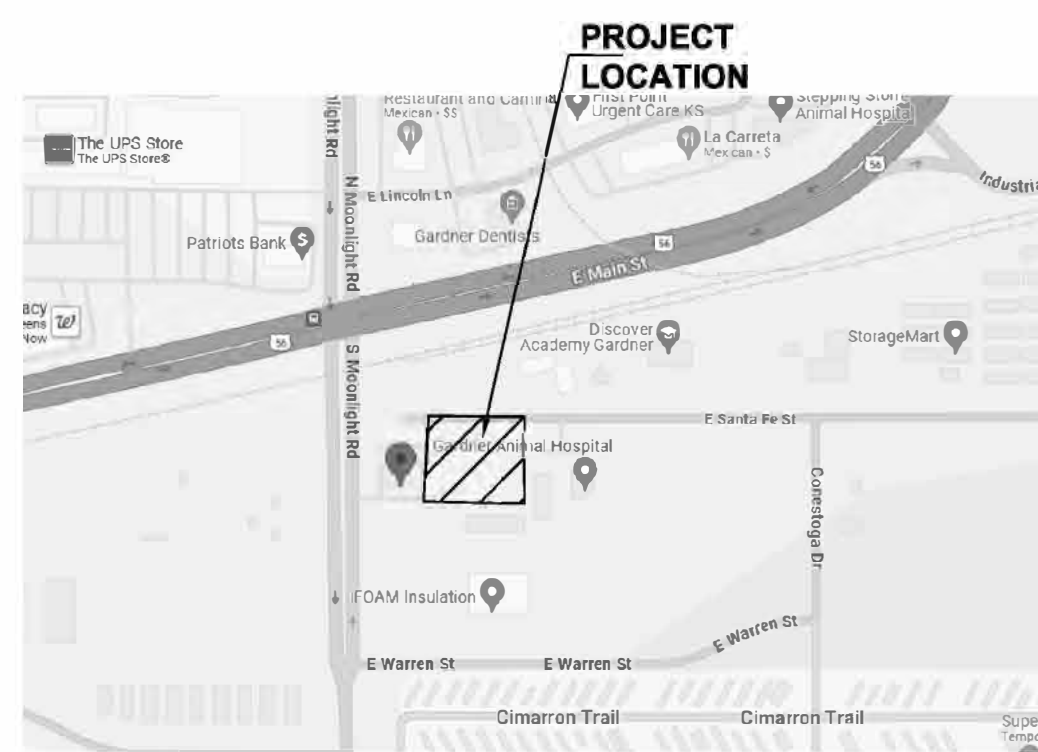 PROJECT
LOCATION
Restaurant and Cantina
Mexican • $$
First Point
Urgent Care KS
Stepping Stone
Animal Hospital
The UPS Store
The UPS Store®
La Carreta
Mexican • $
56
N Moonlight Rd
E Lincoln Ln
Patriots Bank
Gardner Dentists
56
E Main St
56
S Moonlight Rd
Discover
Academy Gardner
StorageMart
E Santa Fe St
Gardner Animal Hospital
Conestoga Dr
FOAM Insulation
E Warren St
E Warren St
E Warren St
Cimarron Trail
Cimarron Trail